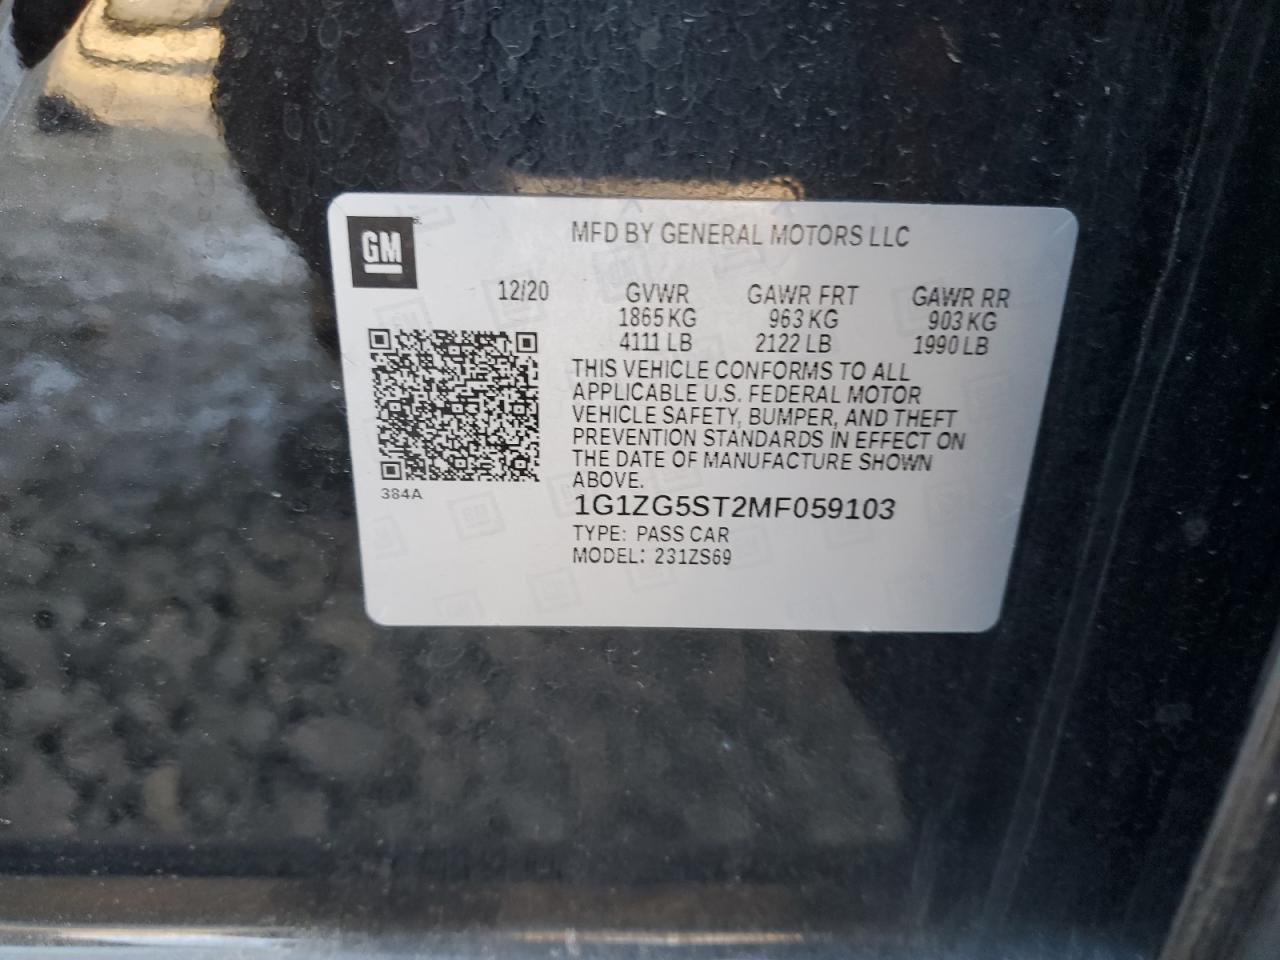 GM
MFD BY GENERAL MOTORS LLC
12/20 GVWR GAWR FRT GAWR RR
1865 KG 963 KG 903 KG
4111 LB 2122 LB 1990 LB
THIS VEHICLE CONFORMS TO ALL
APPLICABLE U.S. FEDERAL MOTOR
VEHICLE SAFETY, BUMPER, AND THEFT
PREVENTION STANDARDS IN EFFECT ON
THE DATE OF MANUFACTURE SHOWN
ABOVE.
384A
1G1ZG5ST2MF059103
TYPE: PASS CAR
MODEL: 231ZS69